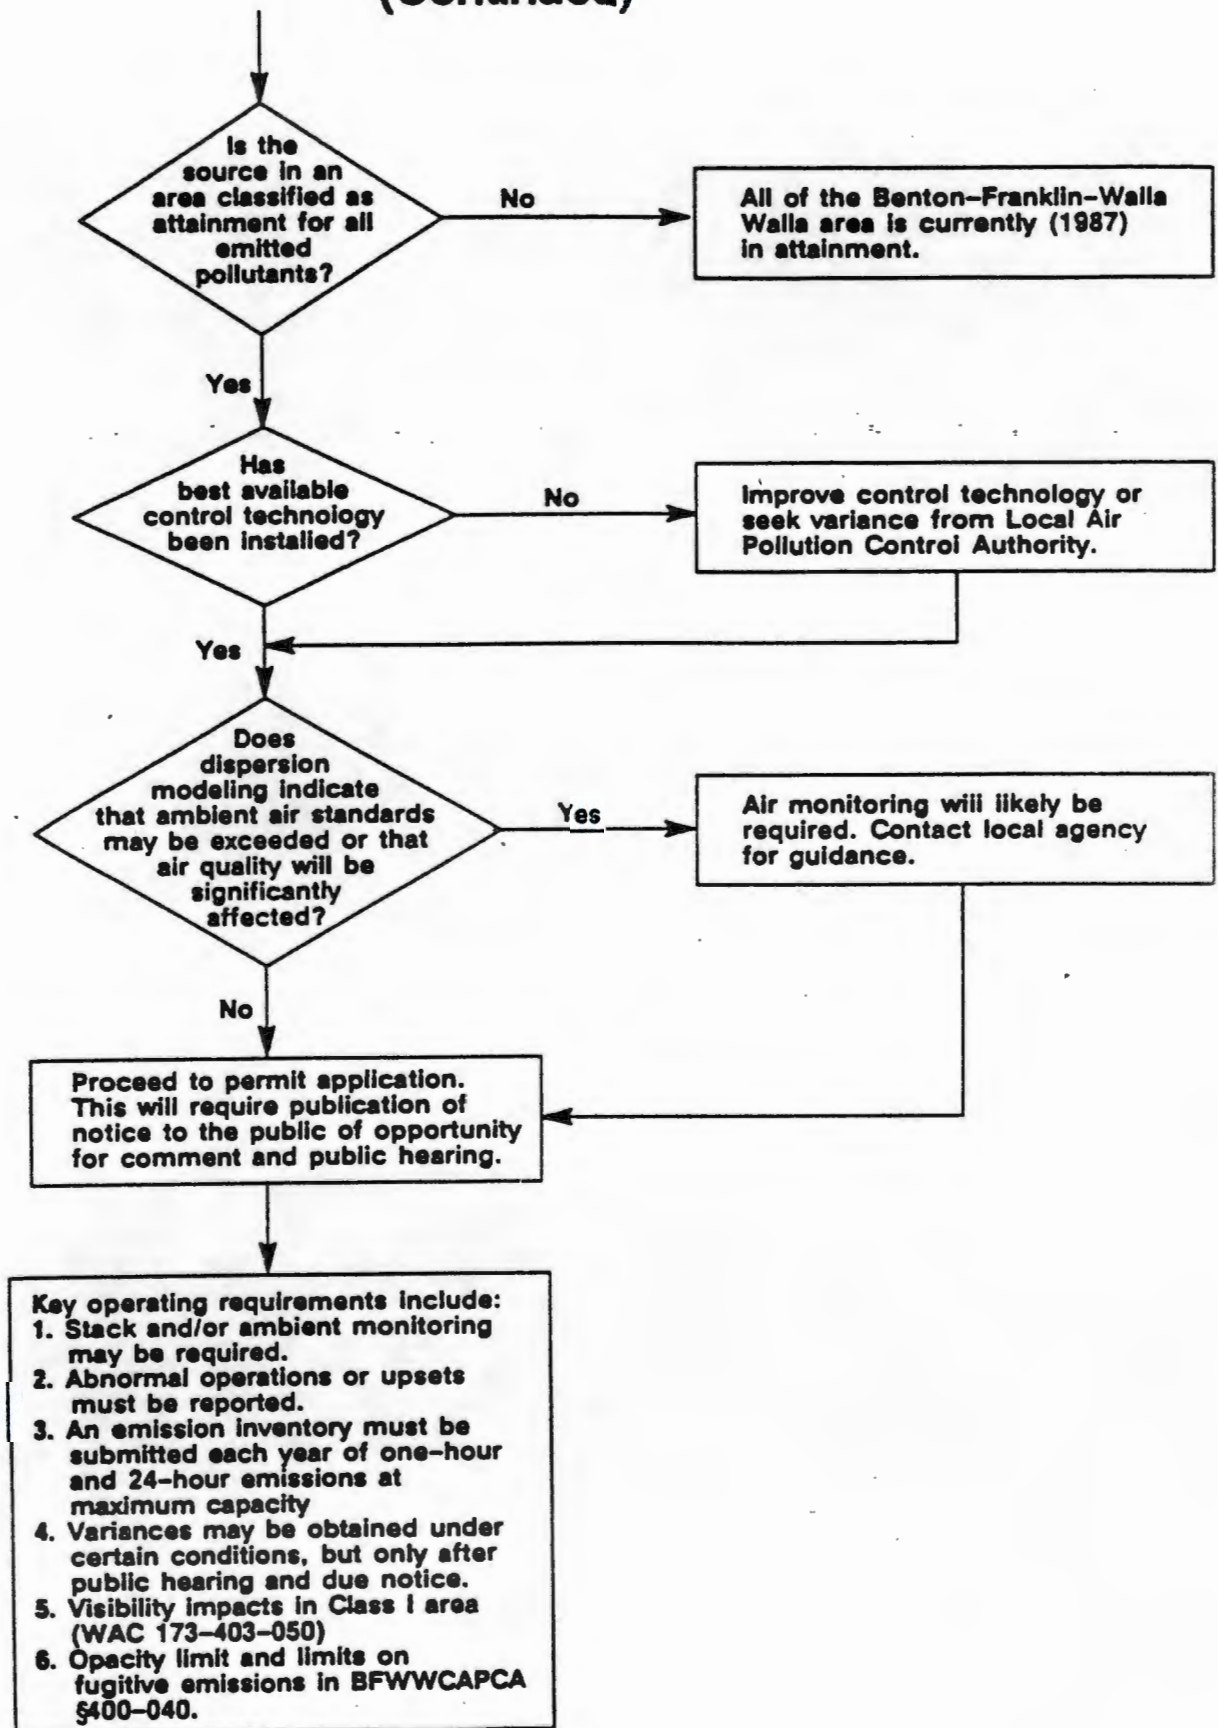 (Continued)
Is the
source in an
area classified as
attainment for all
emitted
pollutants?
No
All of the Benton-Franklin-Walla
Walla area is currently (1987)
in attainment.
Yes
Has
best available
control technology
been installed?
No
Improve control technology or
seek variance from Local Air
Pollution Control Authority.
Yes
Does
dispersion
modeling indicate
that ambient air standards
may be exceeded or that
air quality will be
significantly
affected?
Yes
Air monitoring will likely be
required. Contact local agency
for guidance.
No
Proceed to permit application.
This will require publication of
notice to the public of opportunity
for comment and public hearing.
Key operating requirements include:
1. Stack and/or ambient monitoring
may be required.
2. Abnormal operations or upsets
must be reported.
3. An emission inventory must be
submitted each year of one-hour
and 24-hour emissions at
maximum capacity
4. Variances may be obtained under
certain conditions, but only after
public hearing and due notice.
5. Visibility impacts in Class I area
(WAC 173-403-050)
6. Opacity limit and limits on
fugitive emissions in BFWWCAPCA
§400-040.